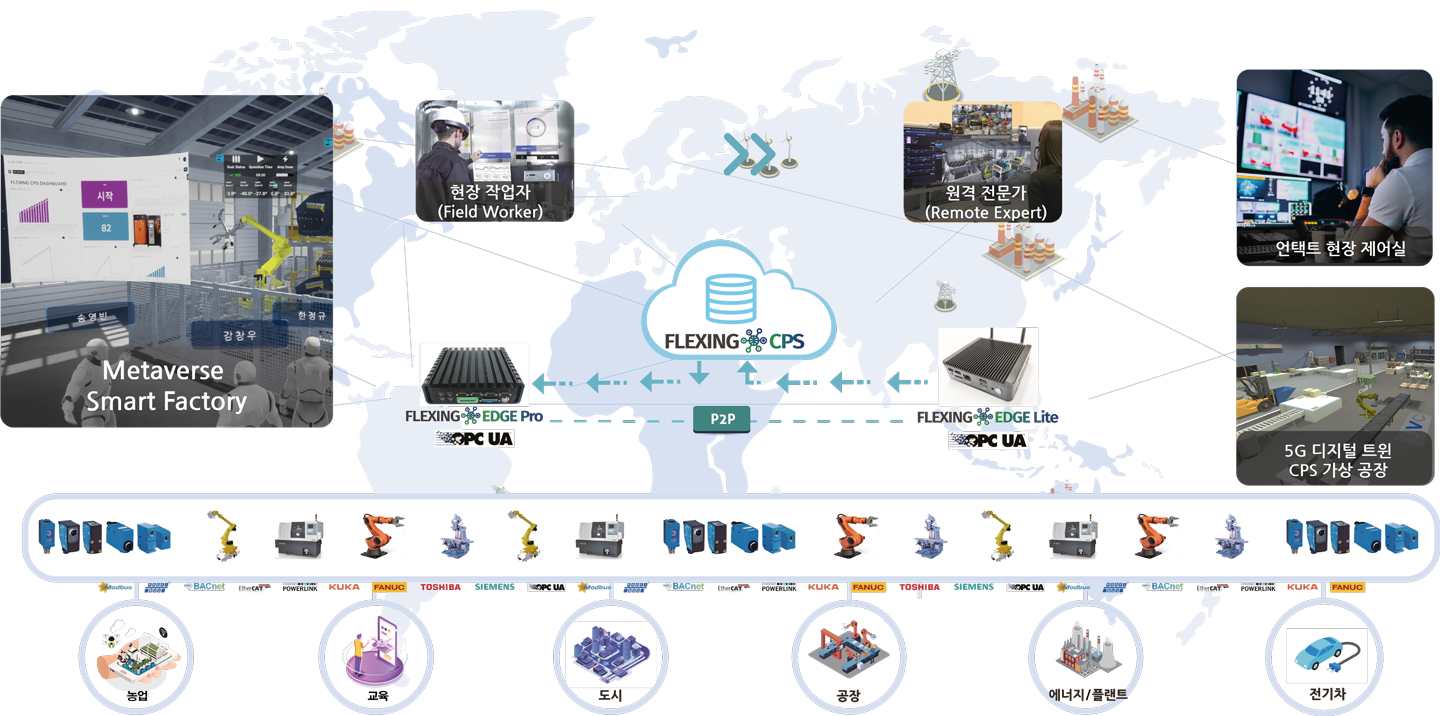 FLEXING CPS DASHBOARD
시작
82
송영빈
강창우
한정규
Metaverse
Smart Factory
현장 작업자
(Field Worker)
원격 전문가
(Remote Expert)
언택트 현장 제어실
5G 디지털 트윈
CPS 가상 공장
FLEXING CPS
FLEXING EDGE Pro
OPC UA
P2P
FLEXING EDGE Lite
OPC UA
Modbus BACnet EtherCAT POWERLINK KUKA FANUC TOSHIBA SIEMENS OPC UA Modbus BACnet EtherCAT POWERLINK KUKA FANUC TOSHIBA SIEMENS OPC UA Modbus BACnet EtherCAT POWERLINK KUKA FANUC
농업
교육
도시
공장
에너지/플랜트
전기차